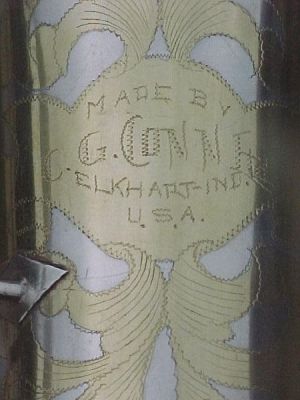 MADE BY
C. G. CONN
ELKHART-IND.
U.S.A.